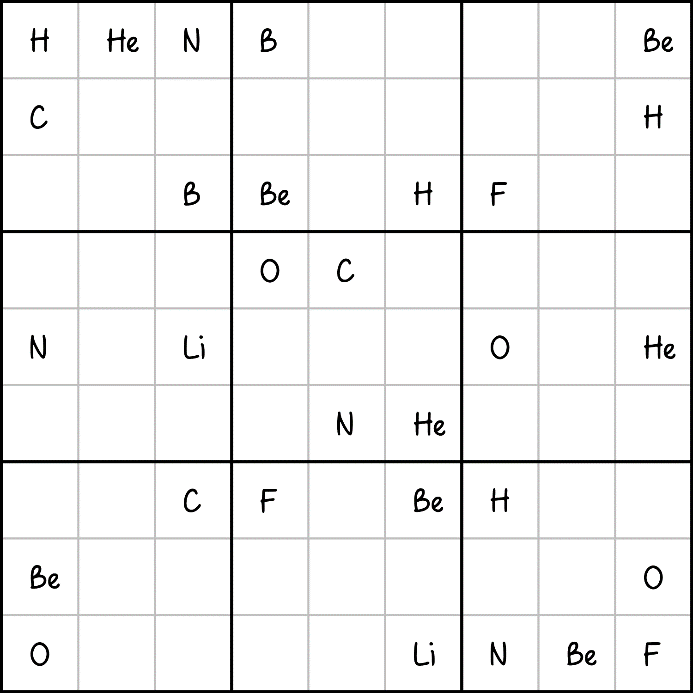 H He N B Be
C H
B Be H F
O C
N Li O He
N He
C F Be H
Be O
O Li N Be F